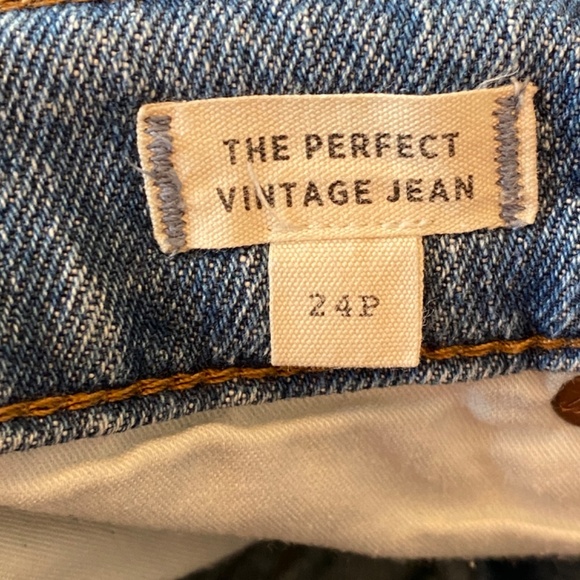 THE PERFECT
VINTAGE JEAN
24P